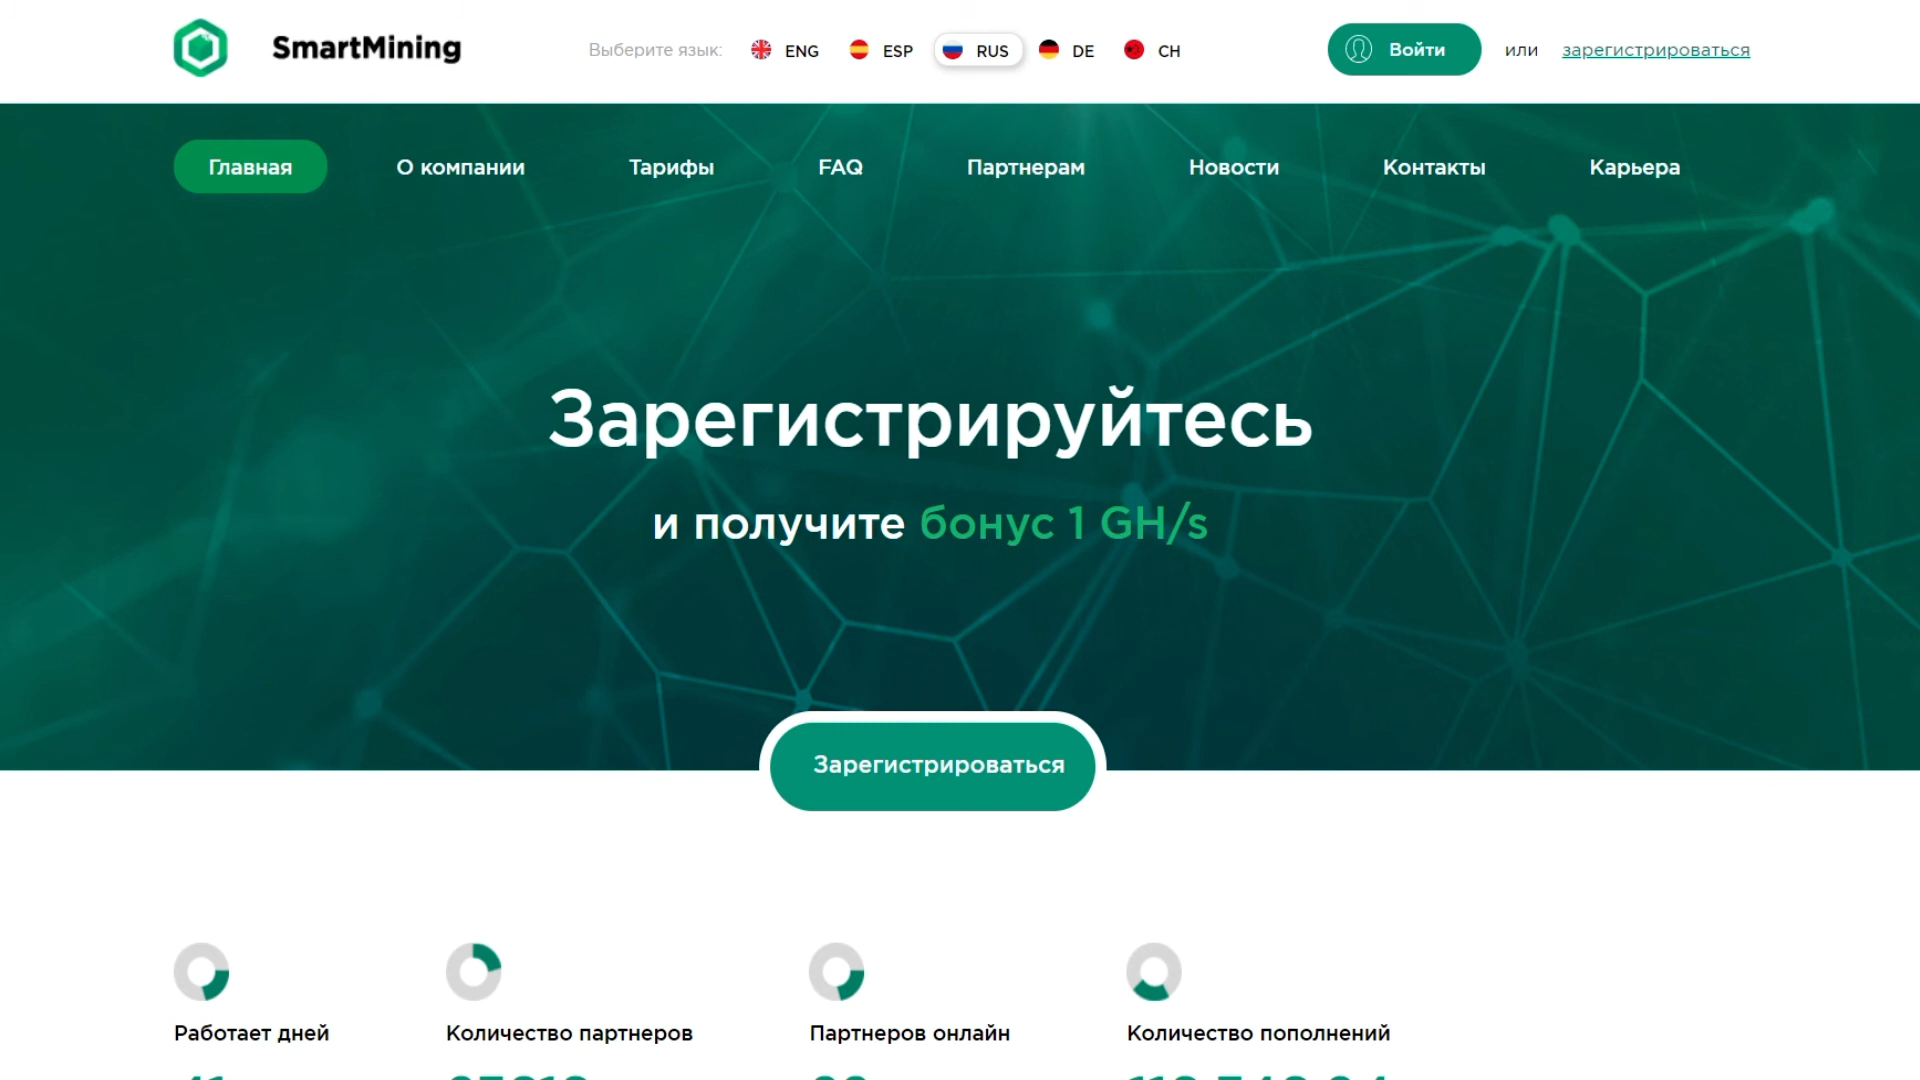 SmartMining
Выберите язык: ENG ESP RUS DE CH
Войти или зарегистрироваться
Главная О компании Тарифы FAQ Партнерам Новости Контакты Карьера
Зарегистрируйтесь
и получите бонус 1 GH/s
Зарегистрироваться
Работает дней Количество партнеров Партнеров онлайн Количество пополнений